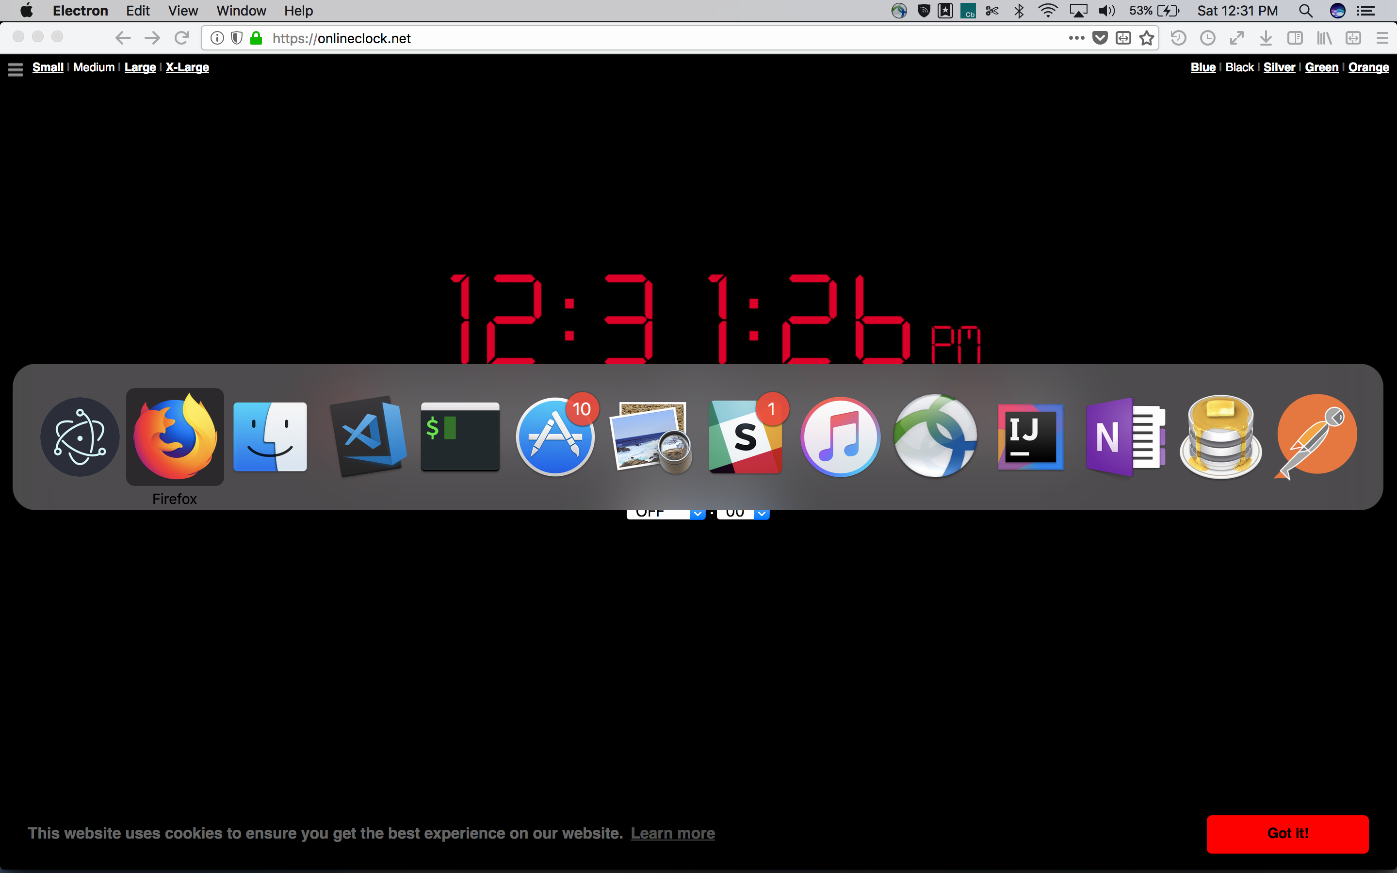 Electron Edit View Window Help Cb 53% Sat 12:31 PM
https://onlineclock.net
Small | Medium | Large | X-Large Blue | Black | Silver | Green | Orange
12:31:26 PM
$ 10 S 1 IJ N
Firefox
OFF : 00
This website uses cookies to ensure you get the best experience on our website. Learn more Got it!